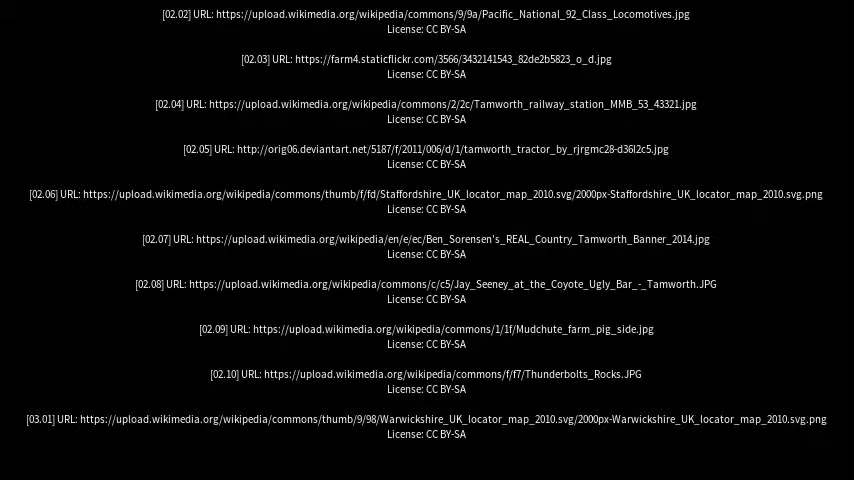 [02.02] URL: https://upload.wikimedia.org/wikipedia/commons/9/9a/Pacific_National_92_Class_Locomotives.jpg
License: CC BY-SA
[02.03] URL: https://farm4.staticflickr.com/3566/3432141543_82de2b5823_o_d.jpg
License: CC BY-SA
[02.04] URL: https://upload.wikimedia.org/wikipedia/commons/2/2c/Tamworth_railway_station_MMB_53_43321.jpg
License: CC BY-SA
[02.05] URL: http://orig06.deviantart.net/5187/f/2011/006/d/1/tamworth_tractor_by_rjrgmc28-d36l2c5.jpg
License: CC BY-SA
[02.06] URL: https://upload.wikimedia.org/wikipedia/commons/thumb/f/fd/Staffordshire_UK_locator_map_2010.svg/2000px-Staffordshire_UK_locator_map_2010.svg.png
License: CC BY-SA
[02.07] URL: https://upload.wikimedia.org/wikipedia/en/e/ec/Ben_Sorensen's_REAL_Country_Tamworth_Banner_2014.jpg
License: CC BY-SA
[02.08] URL: https://upload.wikimedia.org/wikipedia/commons/c/c5/Jay_Seeney_at_the_Coyote_Ugly_Bar_-_Tamworth.JPG
License: CC BY-SA
[02.09] URL: https://upload.wikimedia.org/wikipedia/commons/1/1f/Mudchute_farm_pig_side.jpg
License: CC BY-SA
[02.10] URL: https://upload.wikimedia.org/wikipedia/commons/f/f7/Thunderbolts_Rocks.JPG
License: CC BY-SA
[03.01] URL: https://upload.wikimedia.org/wikipedia/commons/thumb/9/98/Warwickshire_UK_locator_map_2010.svg/2000px-Warwickshire_UK_locator_map_2010.svg.png
License: CC BY-SA